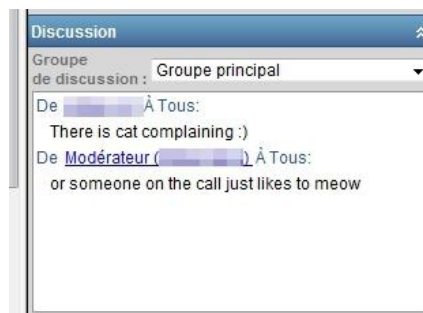 Discussion
Groupe
de discussion : Groupe principal
De À Tous:
There is cat complaining :)
De Modérateur ( ) À Tous:
or someone on the call just likes to meow